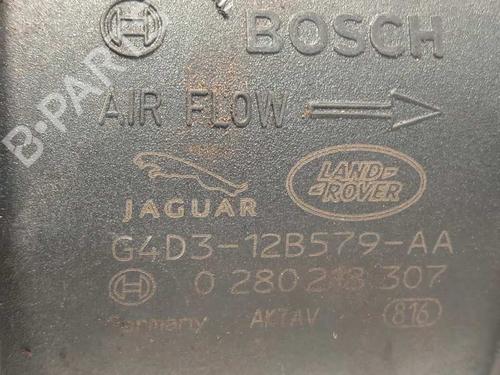 B-PARTS
BOSCH
AIR FLOW
JAGUAR
LAND-
ROVER
G4D3-12B579-AA
0 280 218 307
Germany AKTAV 816